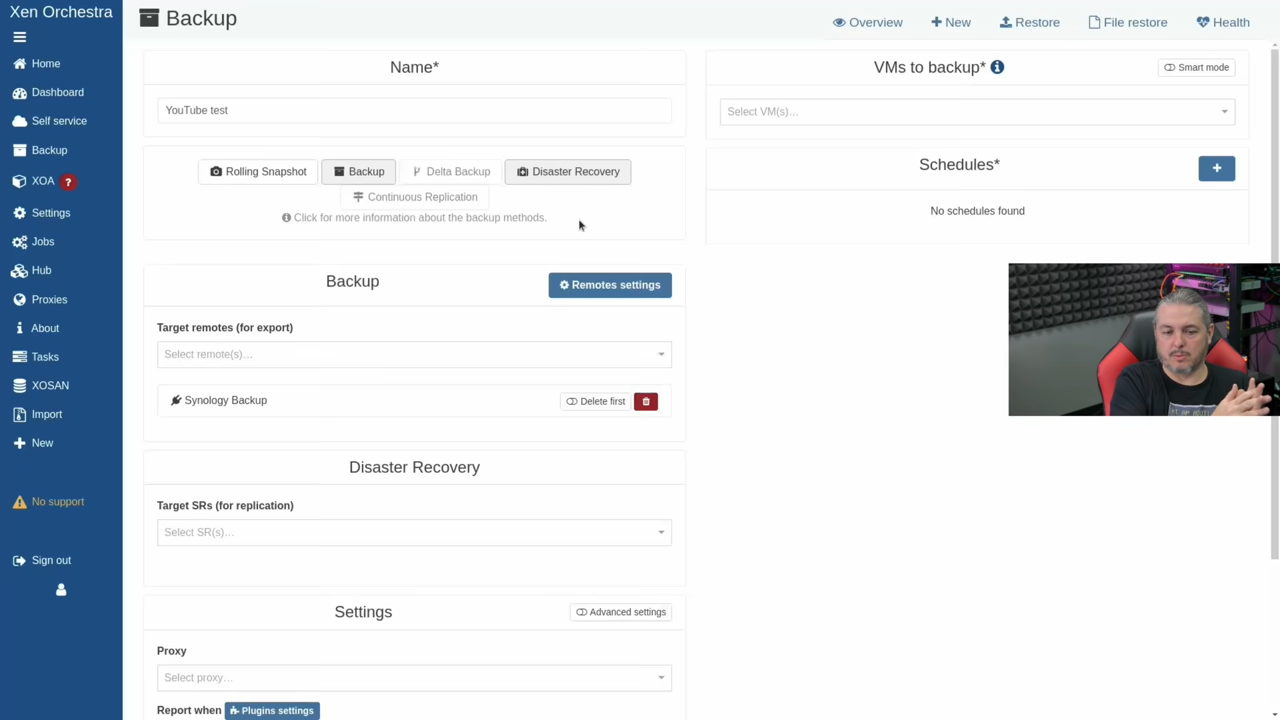 Xen Orchestra
Home
Dashboard
Self service
Backup
XOA ?
Settings
Jobs
Hub
Proxies
About
Tasks
XOSAN
Import
New
No support
Sign out
Backup
Overview
New
Restore
File restore
Health
Name*
YouTube test
Rolling Snapshot
Backup
Delta Backup
Disaster Recovery
Continuous Replication
Click for more information about the backup methods.
Backup
Remotes settings
Target remotes (for export)
Select remote(s)...
Synology Backup
Delete first
Disaster Recovery
Target SRs (for replication)
Select SR(s)...
Settings
Advanced settings
Proxy
Select proxy...
Report when
Plugins settings
VMs to backup*
Smart mode
Select VM(s)...
Schedules*
No schedules found